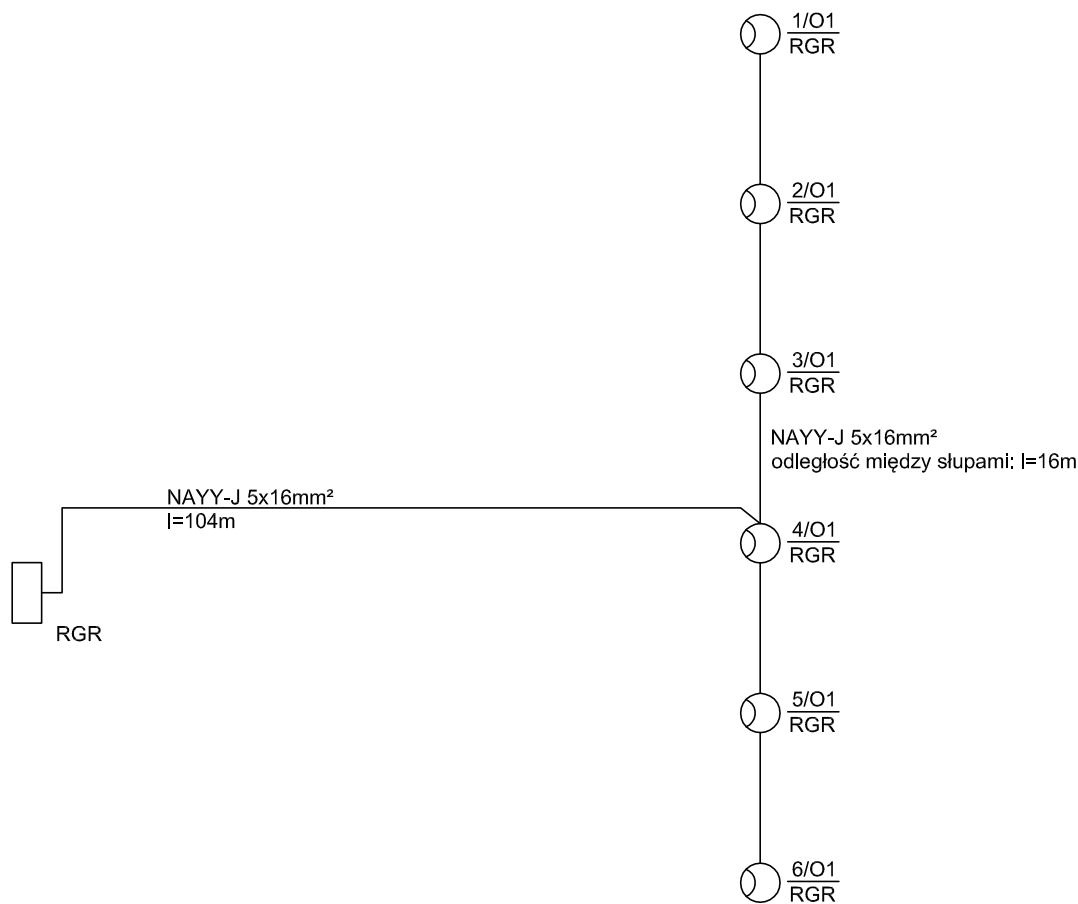 1/O1
RGR
2/O1
RGR
3/O1
RGR
NAYY-J 5x16mm²
odległość między słupami: l=16m
NAYY-J 5x16mm²
l=104m
4/O1
RGR
RGR
5/O1
RGR
6/O1
RGR